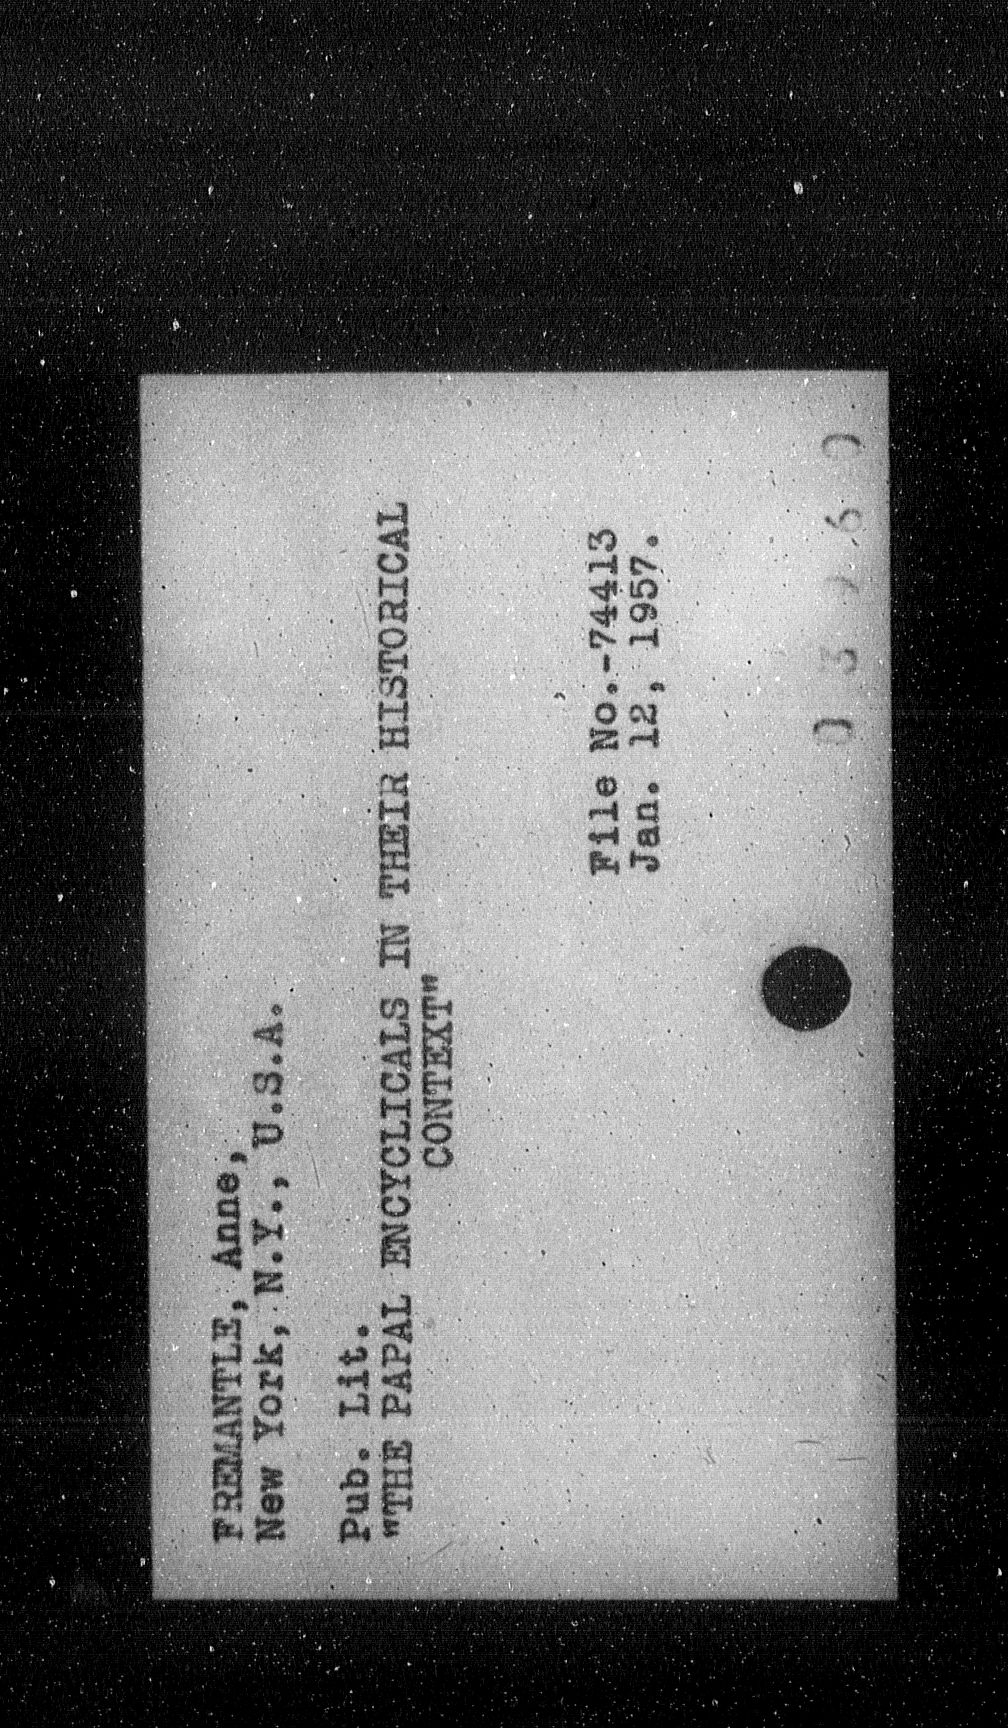 FREMANTLE, Anne,
New York, N.Y., U.S.A.
Pub. Lit.
"THE PAPAL ENCYCLICALS IN THEIR HISTORICAL
CONTEXT"
File No.-74413
Jan. 12, 1957.